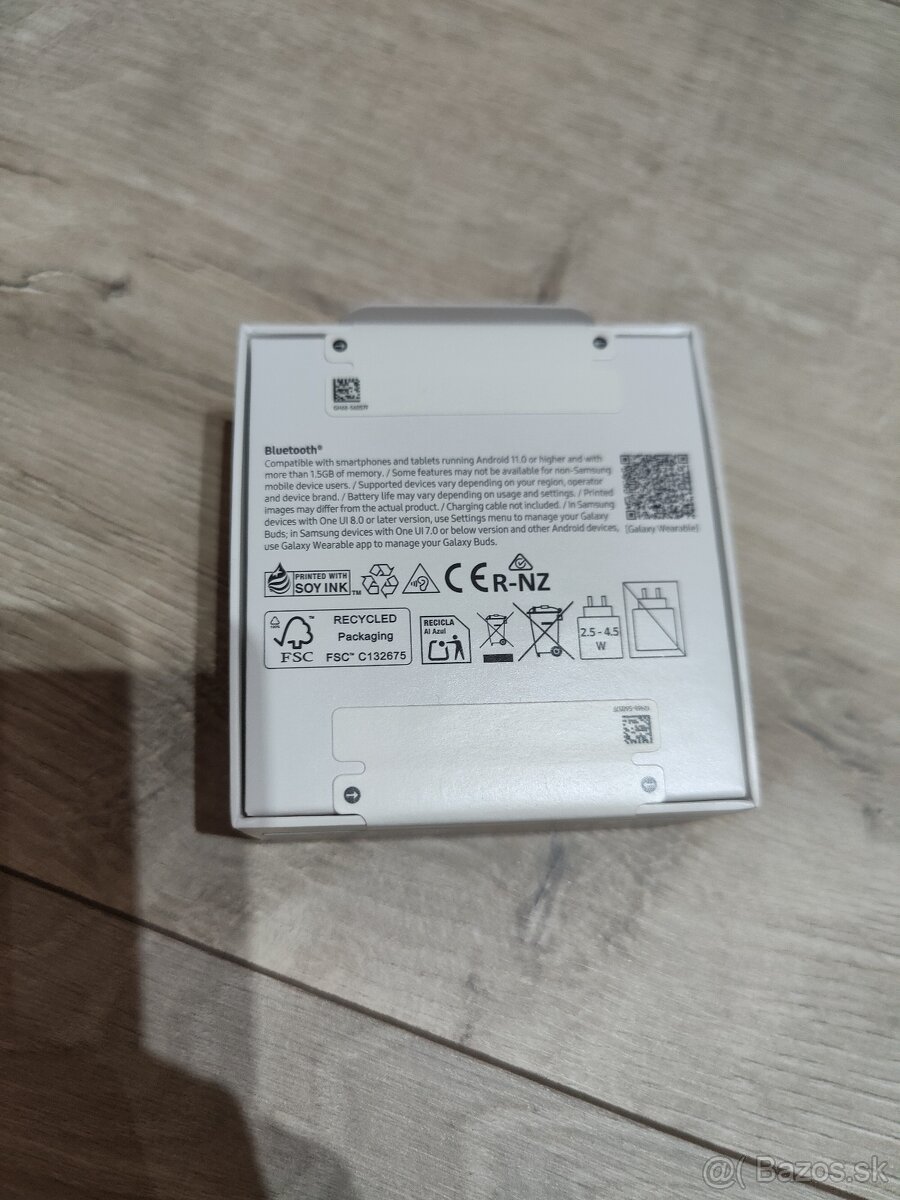 Bluetooth®
Compatible with smartphones and tablets running Android 11.0 or higher and with
more than 1.5GB of memory. / Some features may not be available for non-Samsung
mobile device users. / Supported devices vary depending on your region, operator
and device brand. / Battery life may vary depending on usage and settings. / Printed
images may differ from the actual product. / Charging cable not included. / In Samsung
devices with One UI 8.0 or later version, use Settings menu to manage your Galaxy
Buds; in Samsung devices with One UI 7.0 or below version and other Android devices,
use Galaxy Wearable app to manage your Galaxy Buds.
[Galaxy Wearable]
PRINTED WITH
SOY INK™
CE R-NZ
RECYCLED
Packaging
FSC™ C132675
FSC
RECICLA
Al Azul
2.5 - 4.5
W
@( Bazos.sk